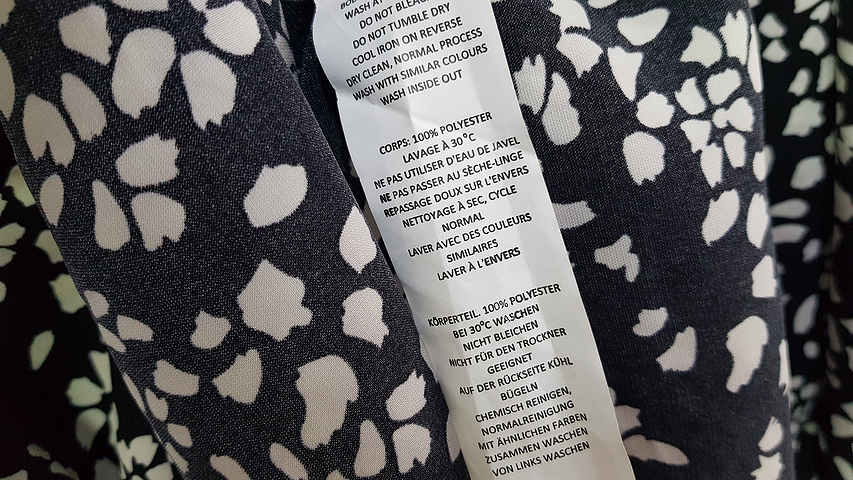 WASH AT
DO NOT BLEACH
DO NOT TUMBLE DRY
COOL IRON ON REVERSE
DRY CLEAN, NORMAL PROCESS
WASH WITH SIMILAR COLOURS
WASH INSIDE OUT
CORPS: 100% POLYESTER
LAVAGE À 30°C
NE PAS UTILISER D'EAU DE JAVEL
NE PAS PASSER AU SÈCHE-LINGE
REPASSAGE DOUX SUR L'ENVERS
NETTOYAGE À SEC, CYCLE
NORMAL
LAVER AVEC DES COULEURS
SIMILAIRES
LAVER À L'ENVERS
KÖRPERTEIL. 100% POLYESTER
BEI 30°C WASCHEN
NICHT BLEICHEN
NICHT FÜR DEN TROCKNER
GEEIGNET
AUF DER RÜCKSEITE KÜHL
BÜGELN
CHEMISCH REINIGEN,
NORMALREINIGUNG
MIT ÄHNLICHEN FARBEN
ZUSAMMEN WASCHEN
VON LINKS WASCHEN